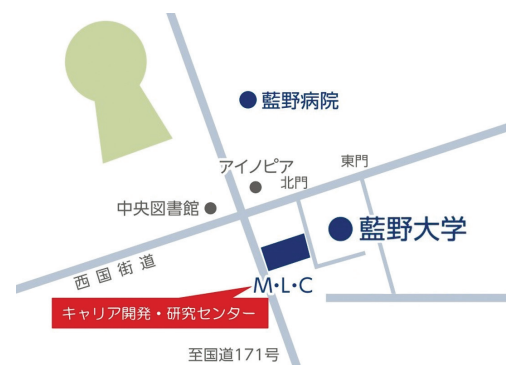 藍野病院
アイノピア
東門
北門
中央図書館
藍野大学
西国街道
M・L・C
キャリア開発・研究センター
至国道171号